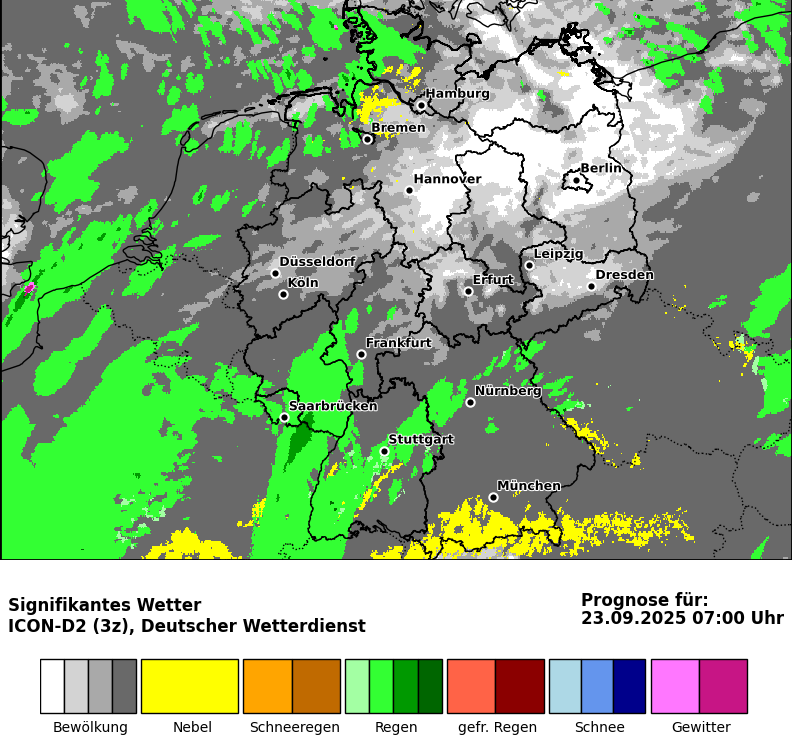 Hamburg
Bremen
Hannover
Berlin
Düsseldorf
Köln
Leipzig
Dresden
Erfurt
Frankfurt
Saarbrücken
Nürnberg
Stuttgart
München
Signifikantes Wetter
ICON-D2 (3z), Deutscher Wetterdienst
Prognose für:
23.09.2025 07:00 Uhr
Bewölkung Nebel Schneeregen Regen gefr. Regen Schnee Gewitter